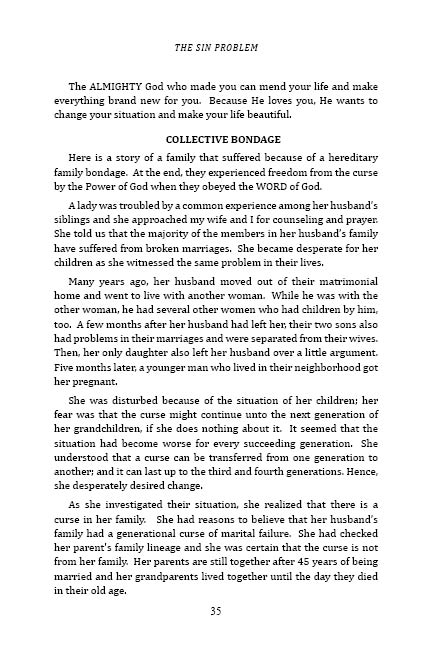 THE SIN PROBLEM
The ALMIGHTY God who made you can mend your life and make
everything brand new for you.  Because He loves you, He wants to
change your situation and make your life beautiful.
COLLECTIVE BONDAGE
Here is a story of a family that suffered because of a hereditary
family bondage.  At the end, they experienced freedom from the curse
by the Power of God when they obeyed the WORD of God.
A lady was troubled by a common experience among her husband's
siblings and she approached my wife and I for counseling and prayer.
She told us that the majority of the members in her husband's family
have suffered from broken marriages.  She became desperate for her
children as she witnessed the same problem in their lives.
Many years ago, her husband moved out of their matrimonial
home and went to live with another woman.  While he was with the
other woman, he had several other women who had children by him,
too.  A few months after her husband had left her, their two sons also
had problems in their marriages and were separated from their wives.
Then, her only daughter also left her husband over a little argument.
Five months later, a younger man who lived in their neighborhood got
her pregnant.
She was disturbed because of the situation of her children; her
fear was that the curse might continue unto the next generation of
her grandchildren, if she does nothing about it.  It seemed that the
situation had become worse for every succeeding generation.  She
understood that a curse can be transferred from one generation to
another; and it can last up to the third and fourth generations. Hence,
she desperately desired change.
As she investigated their situation, she realized that there is a
curse in her family.   She had reasons to believe that her husband's
family had a generational curse of marital failure.  She had checked
her parent's family lineage and she was certain that the curse is not
from her family.  Her parents are still together after 45 years of being
married and her grandparents lived together until the day they died
in their old age.
35